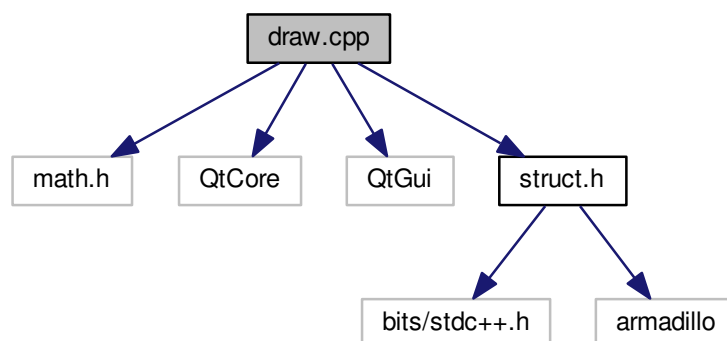 draw.cpp
math.h
QtCore
QtGui
struct.h
bits/stdc++.h
armadillo